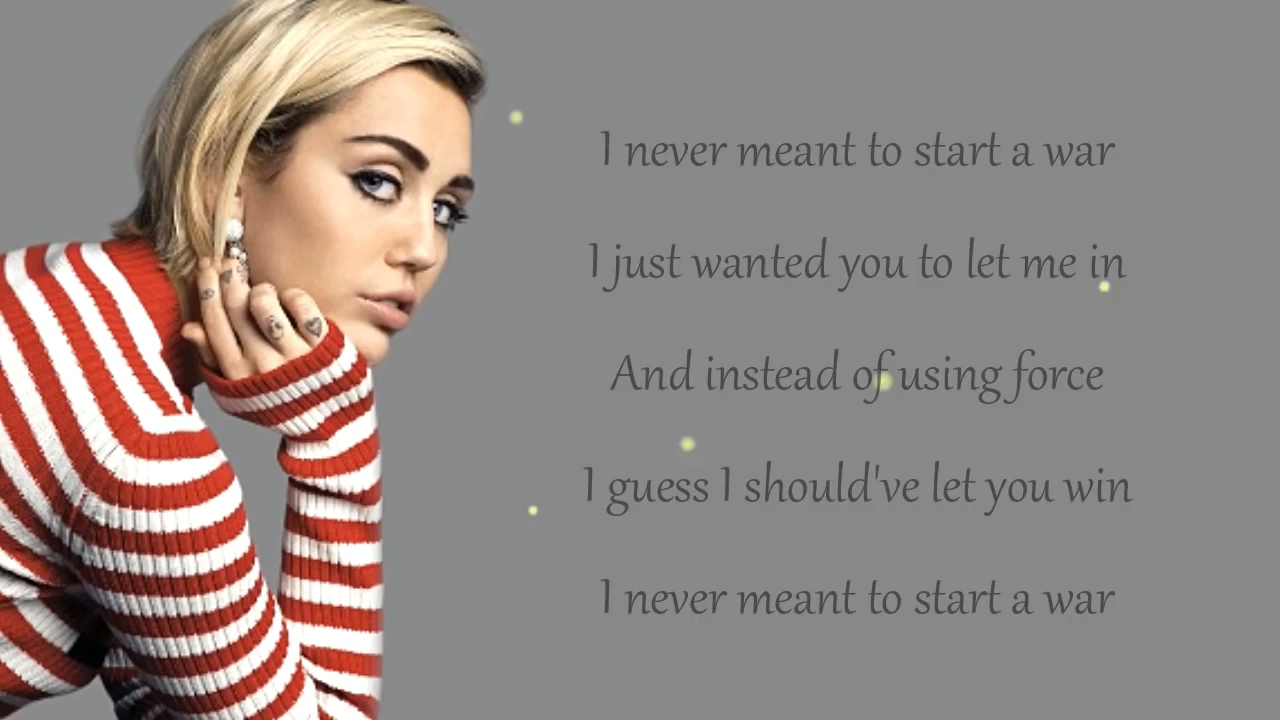 I never meant to start a war
I just wanted you to let me in
And instead of using force
I guess I should've let you win
I never meant to start a war